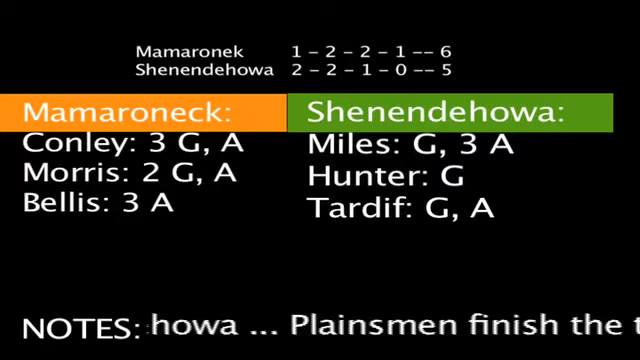 Mamaronek 1 - 2 - 2 - 1 -- 6
Shenendehowa 2 - 2 - 1 - 0 -- 5
Mamaroneck:
Conley: 3 G, A
Morris: 2 G, A
Bellis: 3 A
Shenendehowa:
Miles: G, 3 A
Hunter: G
Tardif: G, A
NOTES: howa ... Plainsmen finish the t